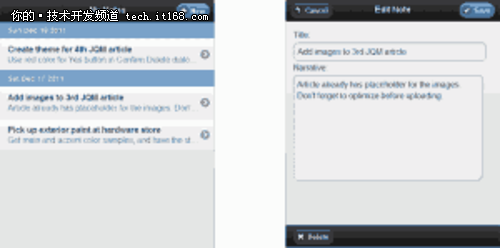 你的·技术开发频道 tech.it168.com
New
Sun Dec 18 2011
Create theme for 4th JQM article
Use red color for Yes button in Confirm Delete dialo...
Sat Dec 17 2011
Add images to 3rd JQM article
Article already has placeholder for the images. Don't...
Pick up exterior paint at hardware store
Get main and accent color samples, and have the st...
Cancel
Edit Note
Save
Title:
Add images to 3rd JQM article
Narrative:
Article already has placeholder for the images.
Don't forget to optimize before uploading.
Delete